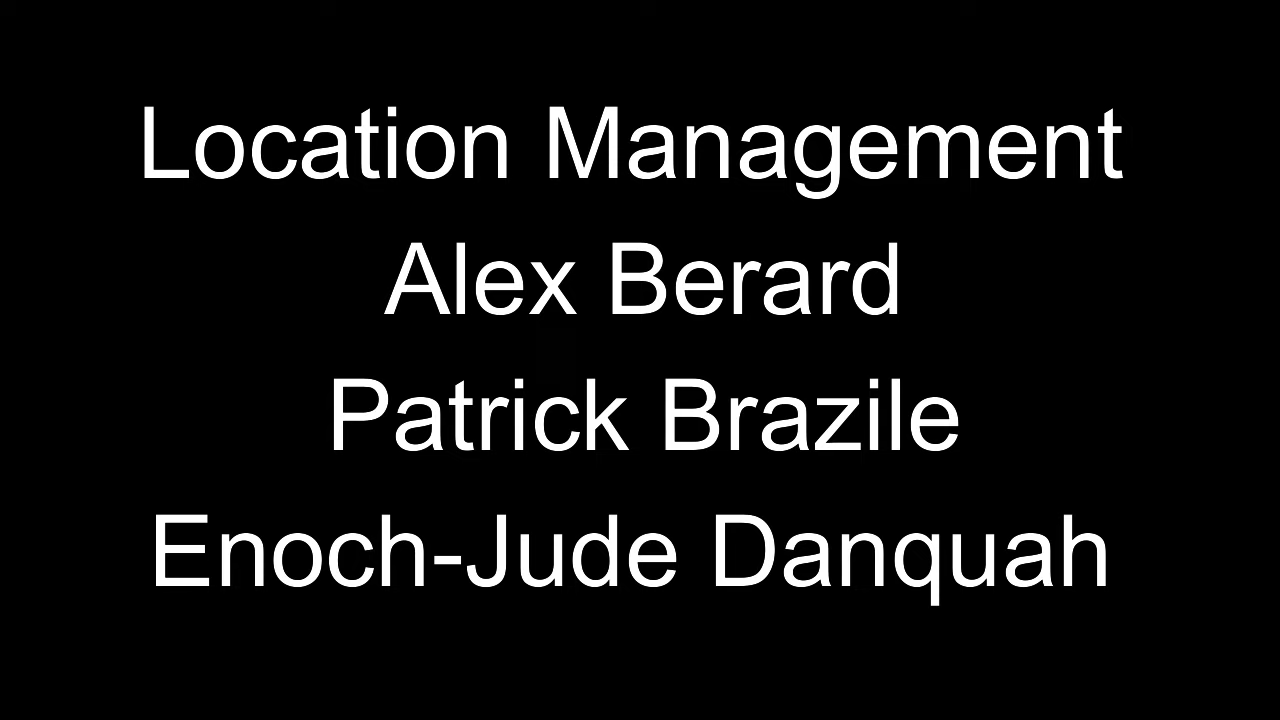 Location Management
Alex Berard
Patrick Brazile
Enoch-Jude Danquah